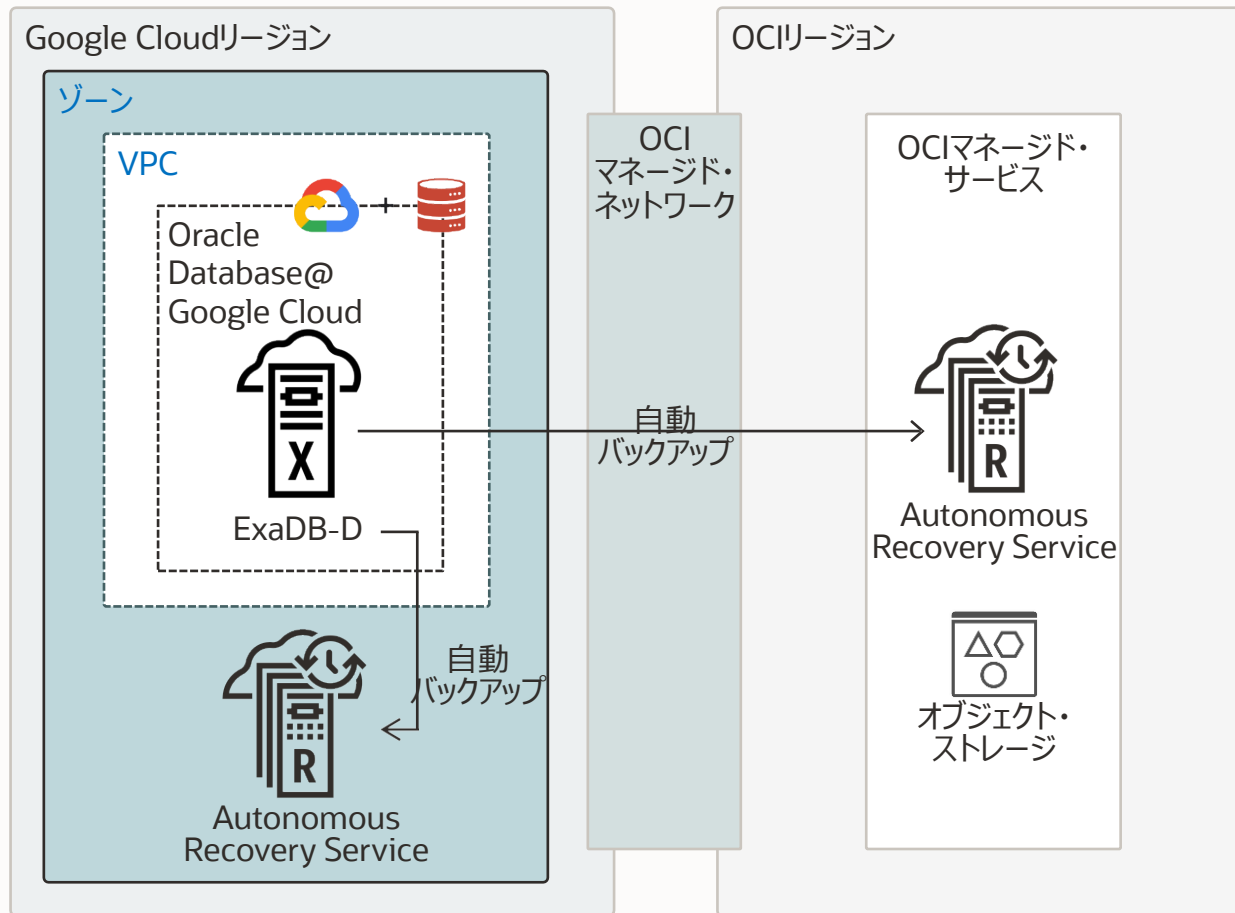 Google Cloudリージョン
OCIリージョン
ゾーン
VPC
+
Oracle
Database@
Google Cloud
X
ExaDB-D
自動
バックアップ
R
Autonomous
Recovery Service
OCI
マネージド・
ネットワーク
自動
バックアップ
OCIマネージド・
サービス
R
Autonomous
Recovery Service
オブジェクト・
ストレージ